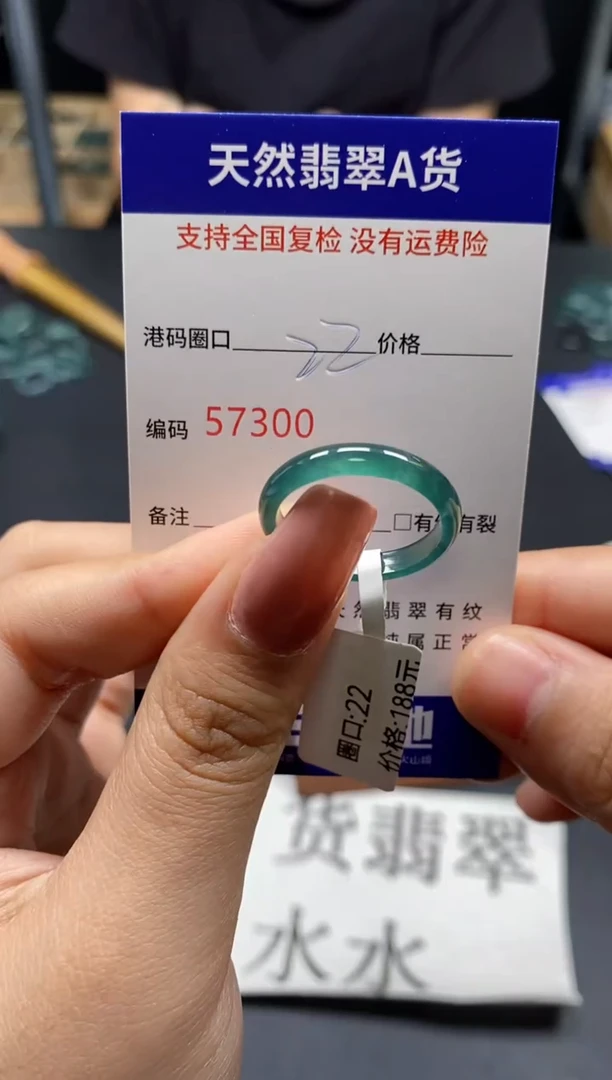 天然翡翠A货
支持全国复检 没有运费险
港码圈口 22 价格
编码 57300
备注 □有 有裂
然翡翠有纹
属正常
圈口:22
价格:188元
货翡翠
水水